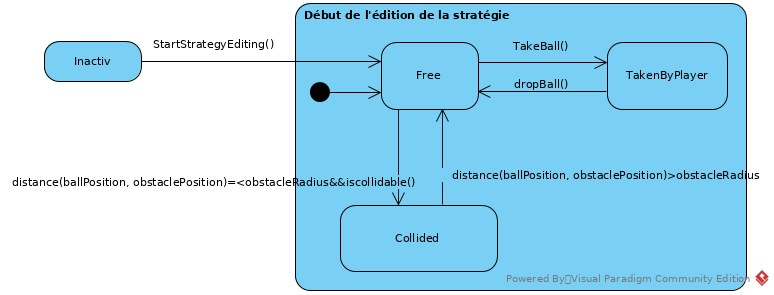 Début de l'édition de la stratégie
StartStrategyEditing()
Inactiv
Free
TakeBall()
TakenByPlayer
dropBall()
distance(ballPosition, obstaclePosition)=<obstacleRadius&&iscollidable()
distance(ballPosition, obstaclePosition)>obstacleRadius
Collided
Powered By Visual Paradigm Community Edition